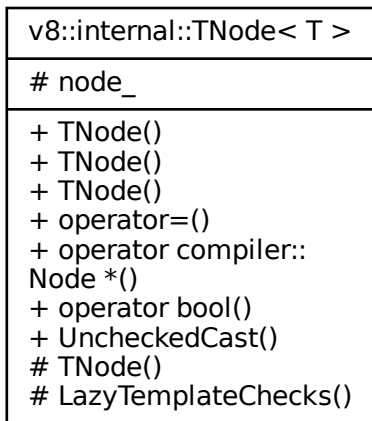 v8::internal::TNode< T >
# node_
+ TNode()
+ TNode()
+ TNode()
+ operator=()
+ operator compiler::
Node *()
+ operator bool()
+ UncheckedCast()
# TNode()
# LazyTemplateChecks()